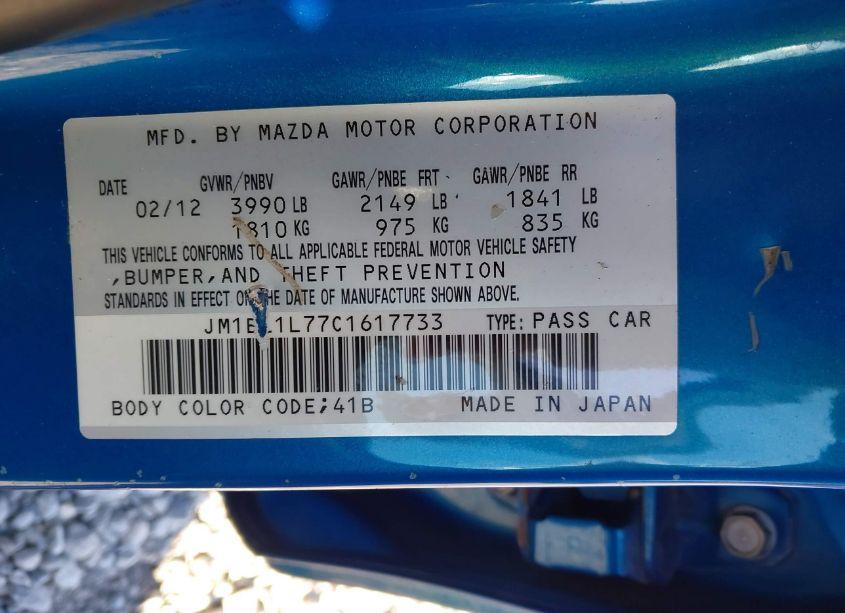 MFD. BY MAZDA MOTOR CORPORATION
DATE GVWR/PNBV GAWR/PNBE FRT GAWR/PNBE RR
02/12 3990 LB 2149 LB 1841 LB
1810 KG 975 KG 835 KG
THIS VEHICLE CONFORMS TO ALL APPLICABLE FEDERAL MOTOR VEHICLE SAFETY
,BUMPER,AND THEFT PREVENTION
STANDARDS IN EFFECT ON THE DATE OF MANUFACTURE SHOWN ABOVE.
TYPE: PASS CAR
BODY COLOR CODE;41B MADE IN JAPAN